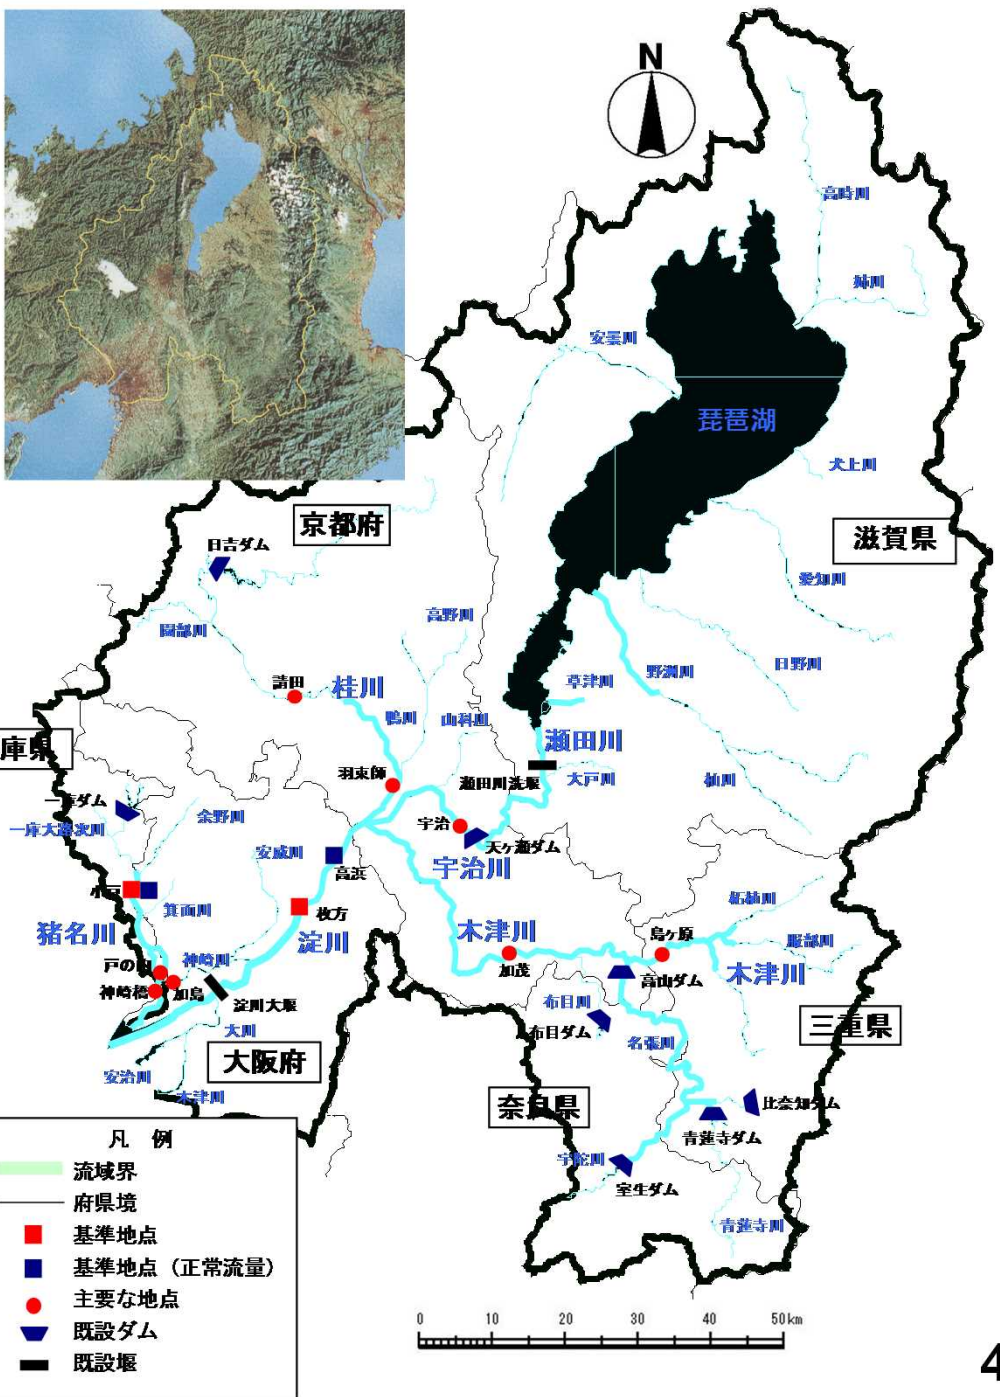 N
高時川
姉川
安曇川
琵琶湖
犬上川
京都府
滋賀県
日吉ダム
愛知川
高野川
園部川
日野川
野洲川
請田
桂川
草津川
鴨川
山科川
瀬田川
庫県
羽束師
瀬田川洗堰
大戸川
杣川
一庫ダム
余野川
一庫大路次川
宇治
天ヶ瀬ダム
安威川
高浜
宇治川
小戸
箕面川
枚方
柘植川
猪名川
淀川
木津川
島ヶ原
服部川
神崎川
戸の内
加茂
高山ダム
木津川
神崎橋
加島
淀川大堰
布目川
大川
布目ダム
名張川
三重県
大阪府
安治川
木津川
奈良県
比奈知ダム
青蓮寺ダム
宇陀川
室生ダム
青蓮寺川
凡 例
流域界
府県境
基準地点
基準地点（正常流量）
主要な地点
既設ダム
既設堰
0 10 20 30 40 50km
4